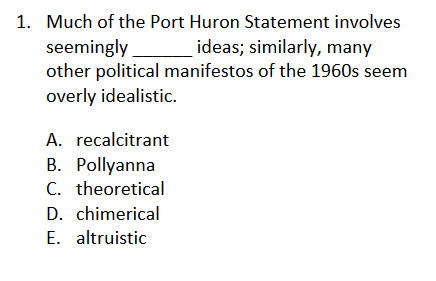 1. Much of the Port Huron Statement involves
seemingly ______ ideas; similarly, many
other political manifestos of the 1960s seem
overly idealistic.
A. recalcitrant
B. Pollyanna
C. theoretical
D. chimerical
E. altruistic